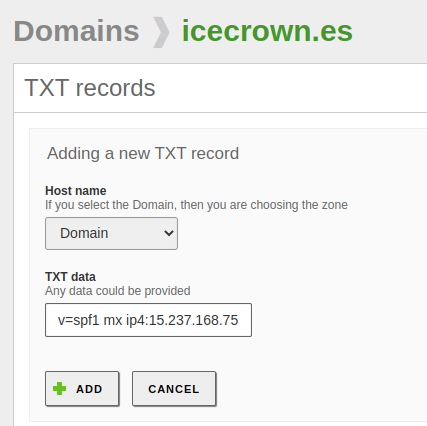 Domains ❯ icecrown.es
TXT records
Adding a new TXT record
Host name
If you select the Domain, then you are choosing the zone
Domain
TXT data
Any data could be provided
v=spf1 mx ip4:15.237.168.75
ADD CANCEL